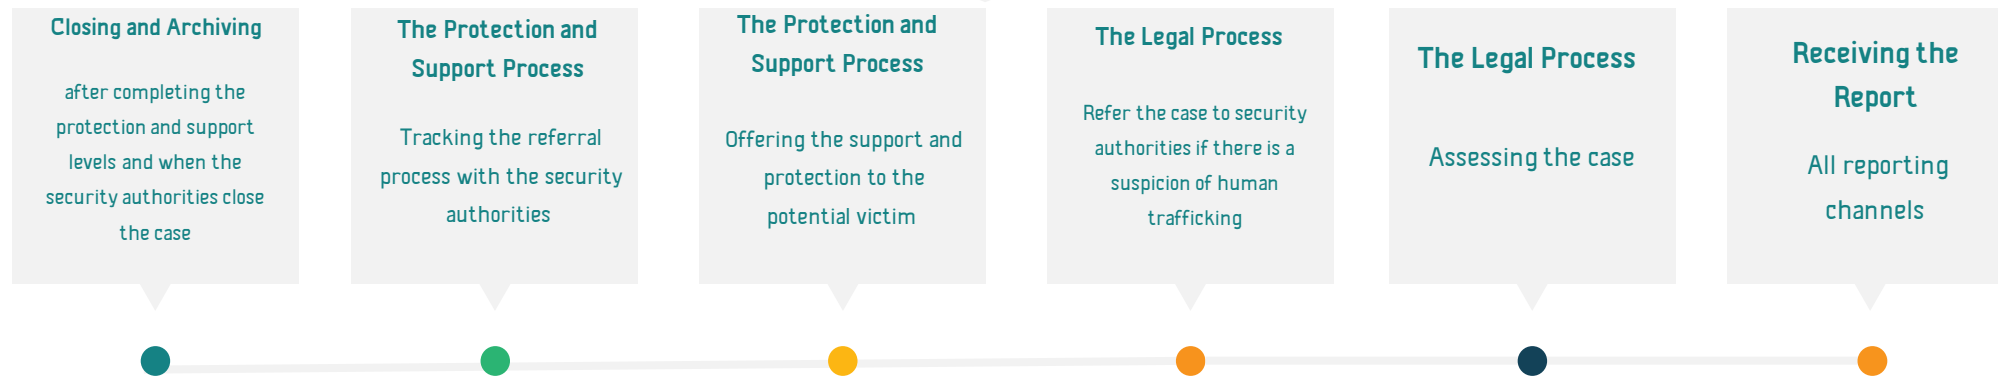 Closing and Archiving
after completing the
protection and support
levels and when the
security authorities close
the case
The Protection and
Support Process
Tracking the referral
process with the security
authorities
The Protection and
Support Process
Offering the support and
protection to the
potential victim
The Legal Process
Refer the case to security
authorities if there is a
suspicion of human
trafficking
The Legal Process
Assessing the case
Receiving the
Report
All reporting
channels